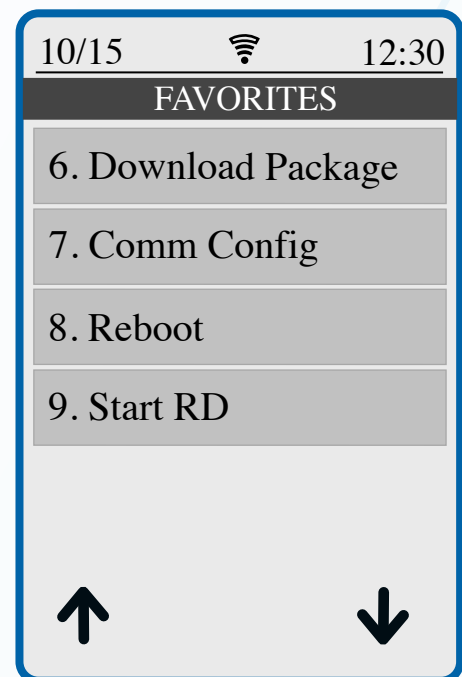 10/15 12:30
FAVORITES
6. Download Package
7. Comm Config
8. Reboot
9. Start RD